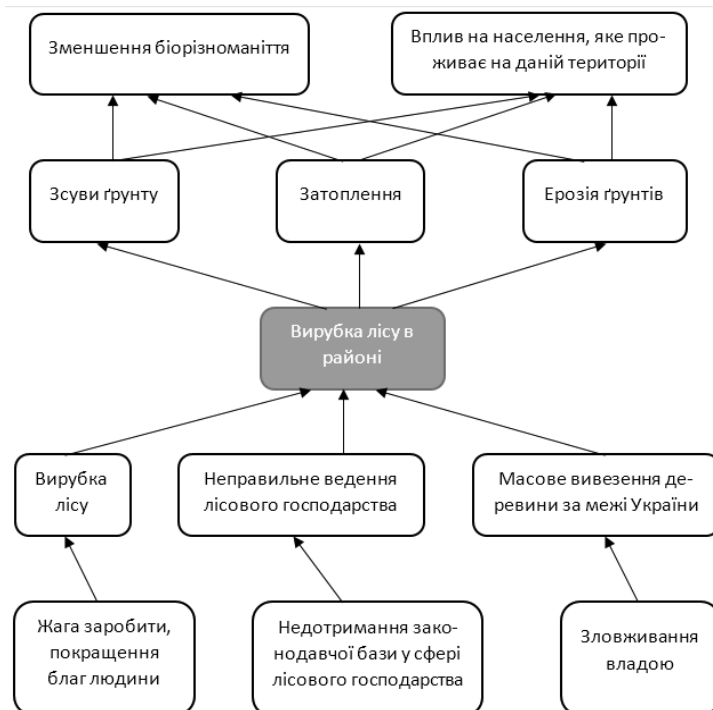 Зменшення біорізноманіття
Вплив на населення, яке про-
живає на даній території
Зсуви ґрунту
Затоплення
Ерозія ґрунтів
Вирубка лісу в
районі
Вирубка
лісу
Неправильне ведення
лісового господарства
Масове вивезення де-
ревини за межі України
Жага заробити,
покращення
благ людини
Недотримання зако-
нодавчої бази у сфері
лісового господарства
Зловживання
владою